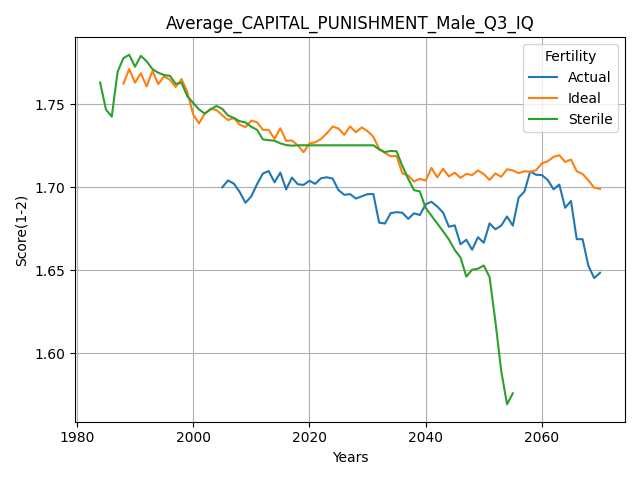 Average_CAPITAL_PUNISHMENT_Male_Q3_IQ
Fertility
Actual
Ideal
Sterile
Score(1-2)
1.75
1.70
1.65
1.60
1980
2000
2020
2040
2060
Years